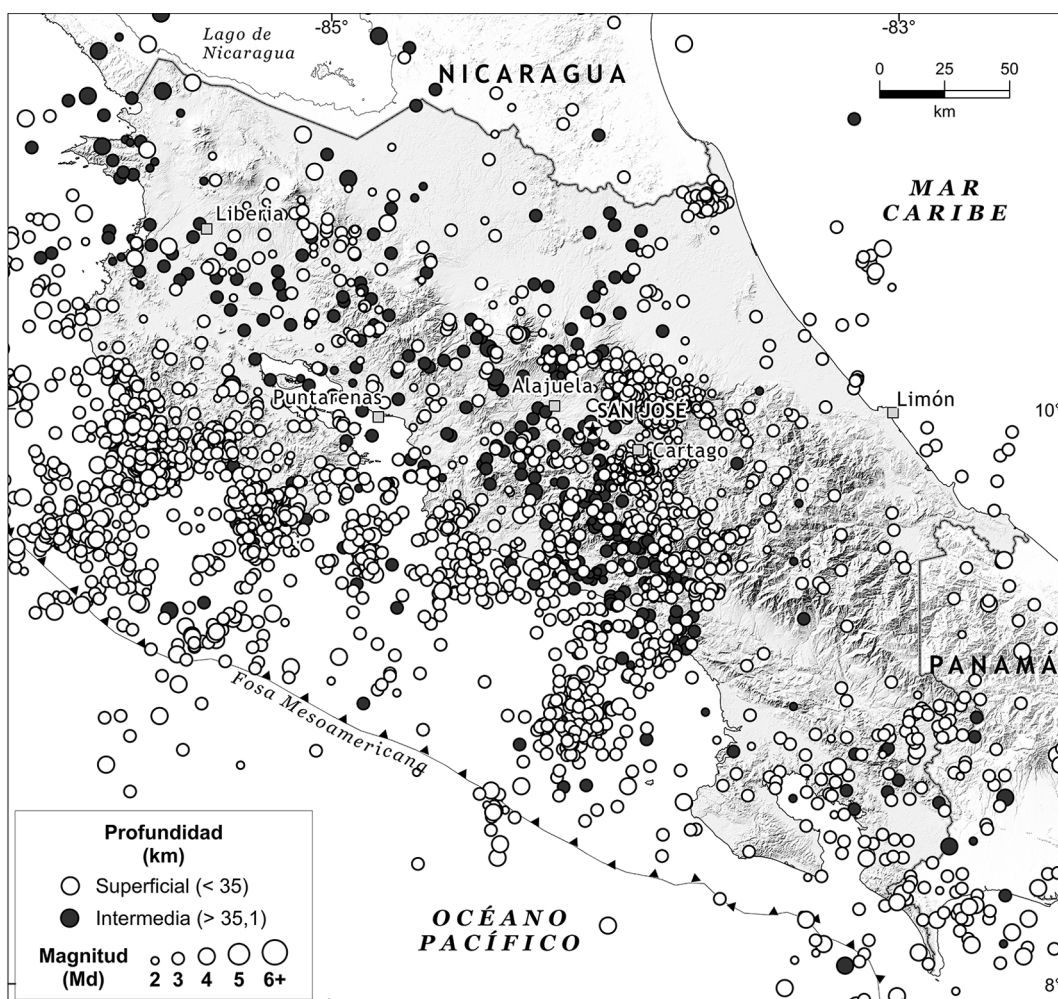 -85°
-83°
Lago de
Nicaragua
NICARAGUA
0 25 50
km
MAR
CARIBE
Liberia
Puntarenas
Alajuela
SAN JOSÉ
Cartago
Limón
10°
PANAMÁ
Fosa Mesoamericana
Profundidad
(km)
Superficial (< 35)
Intermedia (> 35,1)
Magnitud
(Md)
2 3 4 5 6+
OCÉANO
PACÍFICO
8°